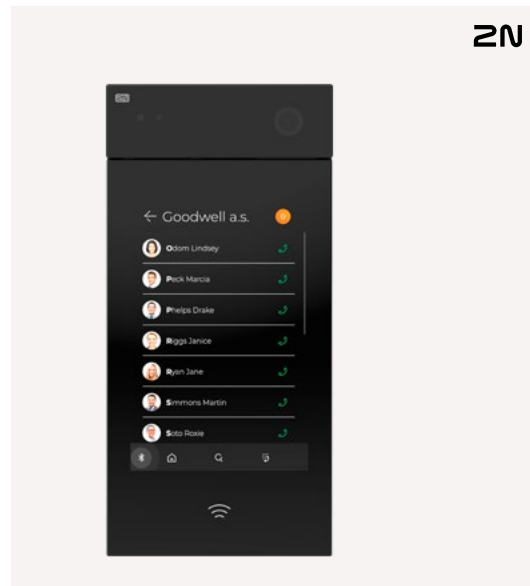 2N
Goodwell a.s.
Odom Lindsey
Peck Marcia
Phelps Drake
Riggs Janice
Ryan Jane
Simmons Martin
Soto Roxie